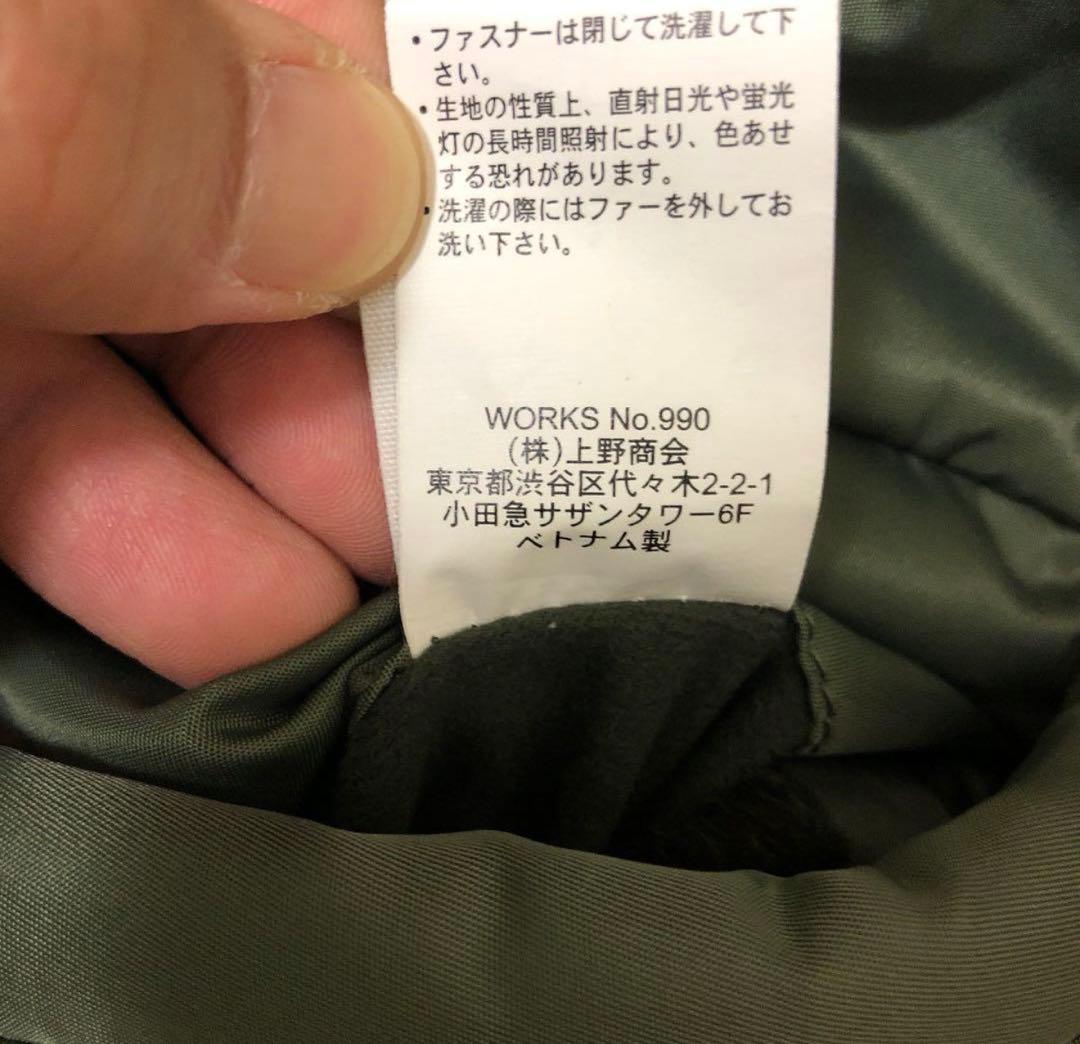 ・ファスナーは閉じて洗濯して下
さい。
・生地の性質上、直射日光や蛍光
灯の長時間照射により、色あせ
する恐れがあります。
・洗濯の際にはファーを外してお
洗い下さい。
WORKS No.990
(株)上野商会
東京都渋谷区代々木2-2-1
小田急サザンタワー6F
ベトナム製